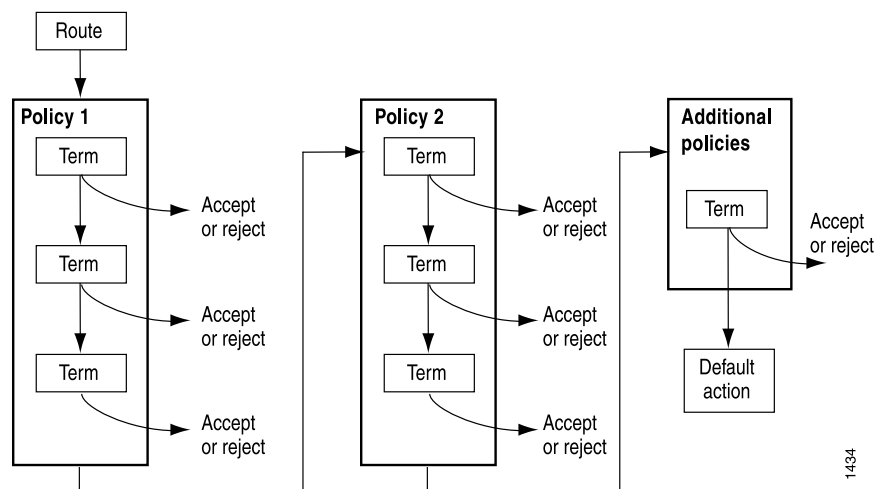 Route
Policy 1
Term
Accept
or reject
Term
Accept
or reject
Term
Accept
or reject
Policy 2
Term
Accept
or reject
Term
Accept
or reject
Term
Accept
or reject
Additional
policies
Term
Accept
or reject
Default
action
1434